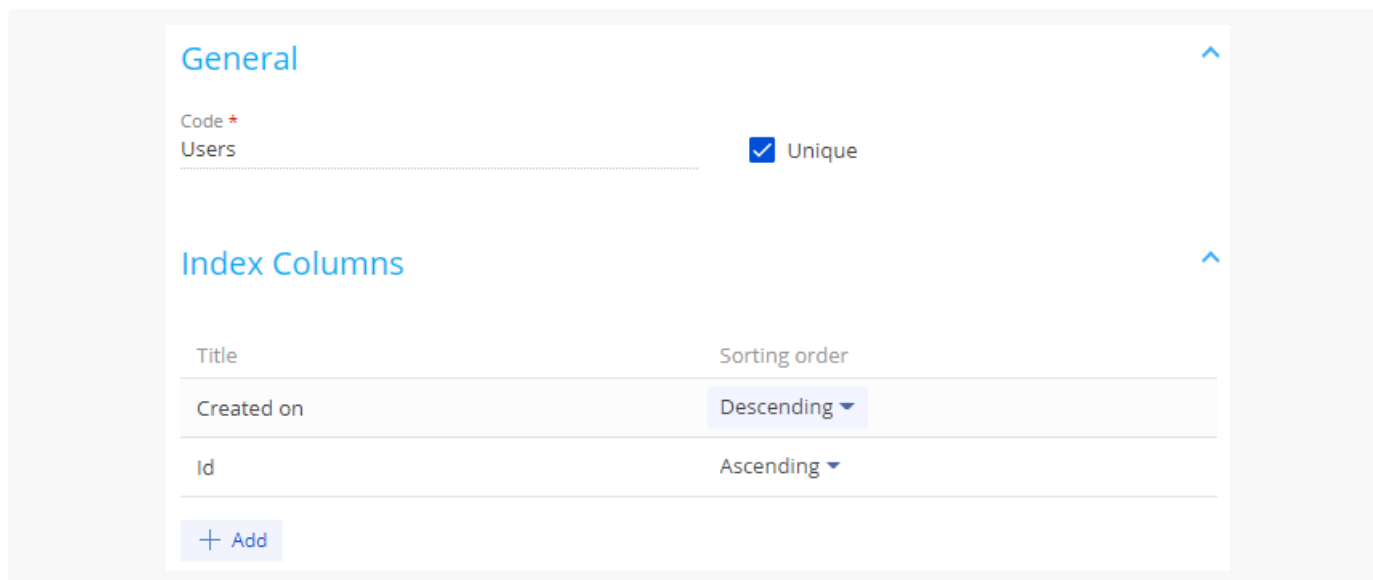 General
Code *
Users
Unique
Index Columns
Title Sorting order
Created on Descending
Id Ascending
+ Add